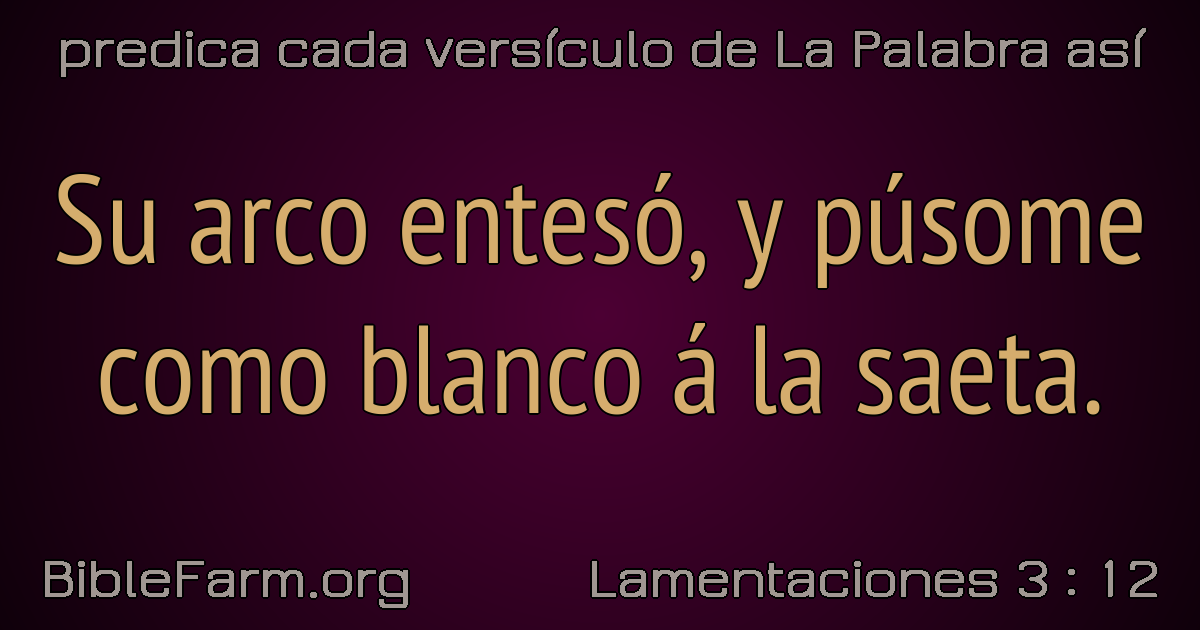 predica cada versículo de La Palabra así
Su arco entesó, y púsome
como blanco á la saeta.
BibleFarm.org
Lamentaciones 3 : 12